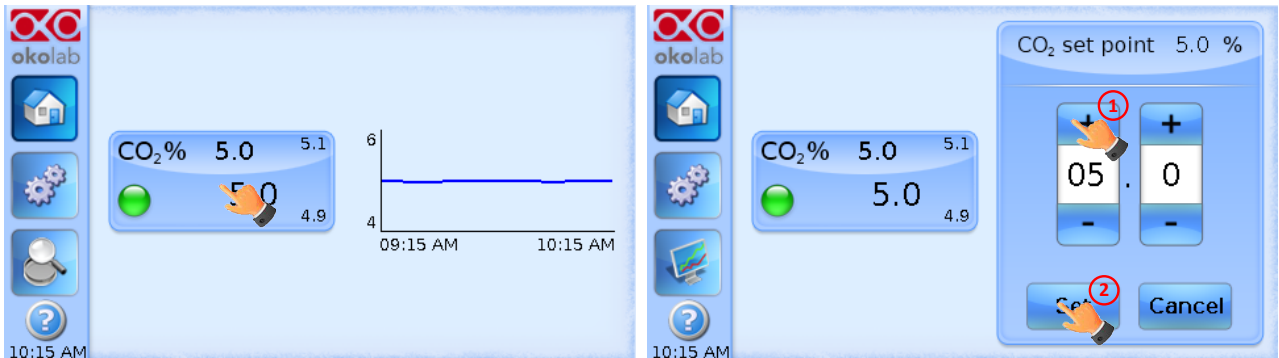 okolab
CO₂% 5.0 5.1
5.0
4.9
6
4
09:15 AM 10:15 AM
?
10:15 AM
okolab
CO₂% 5.0 5.1
5.0
4.9
?
10:15 AM
CO₂ set point 5.0 %
1
+ +
05 . 0
- -
2
Set Cancel